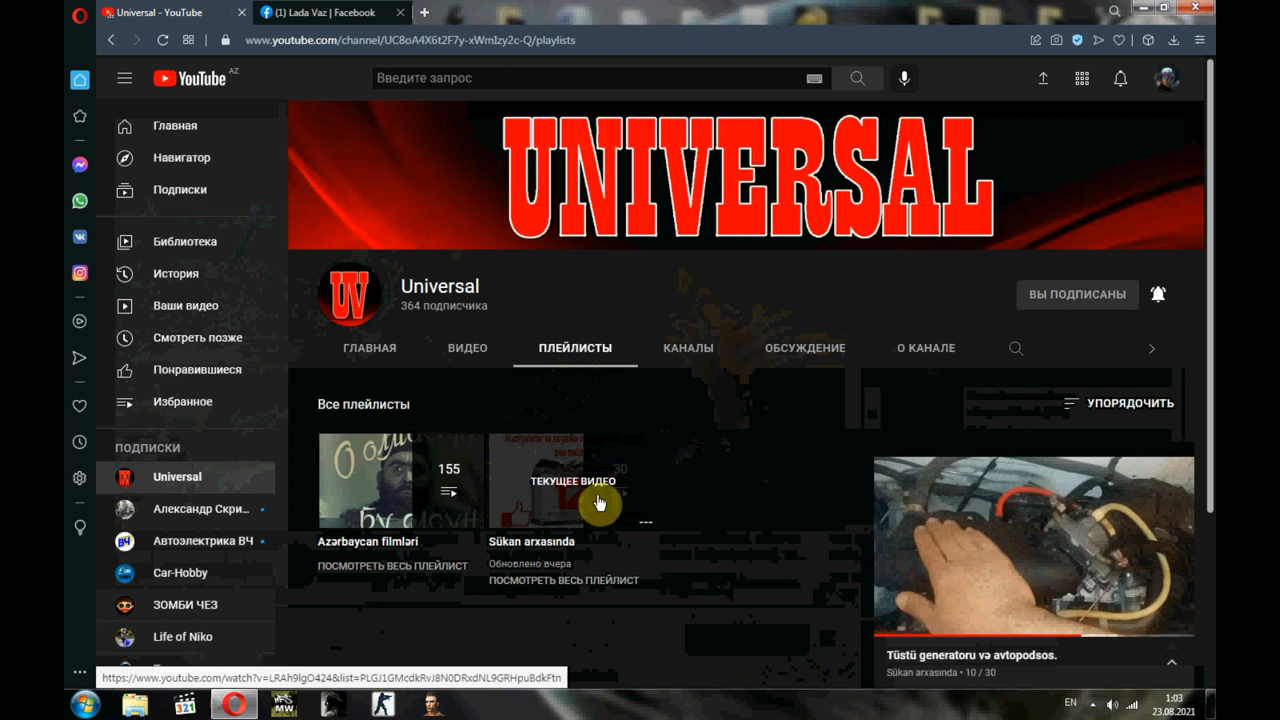 Universal - YouTube
(1) Lada Vaz | Facebook
www.youtube.com/channel/UC8oA4X6t2F7y-xWmIzy2c-Q/playlists
YouTube AZ
Введите запрос
Главная
Навигатор
Подписки
Библиотека
История
Ваши видео
Смотреть позже
Понравившиеся
Избранное
ПОДПИСКИ
Universal
Александр Скри...
Автоэлектрика ВЧ
Car-Hobby
ЗОМБИ ЧЕЗ
Life of Niko
UNIVERSAL
UV
Universal
364 подписчика
ВЫ ПОДПИСАНЫ
ГЛАВНАЯ
ВИДЕО
ПЛЕЙЛИСТЫ
КАНАЛЫ
ОБСУЖДЕНИЕ
О КАНАЛЕ
Все плейлисты
УПОРЯДОЧИТЬ
155
Azərbaycan filmləri
ПОСМОТРЕТЬ ВЕСЬ ПЛЕЙЛИСТ
30
ТЕКУЩЕЕ ВИДЕО
Sükan arxasında
Обновлено вчера
ПОСМОТРЕТЬ ВЕСЬ ПЛЕЙЛИСТ
Tüstü generatoru və avtopodsos.
Sükan arxasında • 10 / 30
https://www.youtube.com/watch?v=LRAh9lgO424&list=PLGJ1GMcdkRvJ8N0DRxdNL9GRHpuBdkFtn
321
MW
EN
1:03
23.08.2021